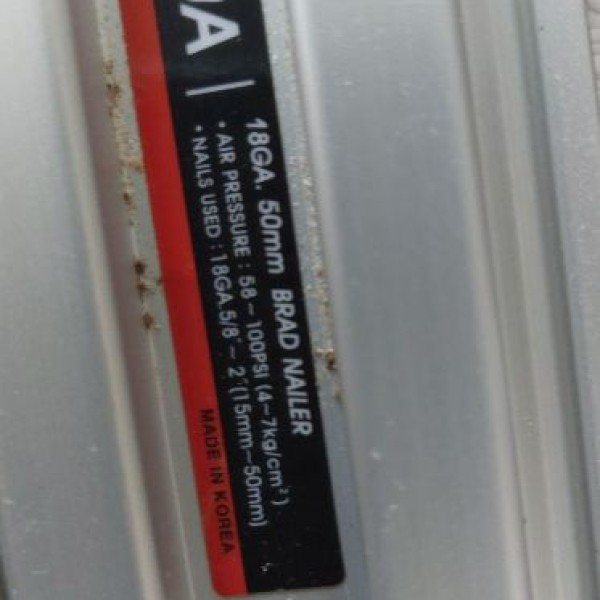 18GA. 50mm BRAD NAILER
• AIR PRESSURE : 58 ~ 100PSI (4~7kg/cm²)
• NAILS USED : 18GA.5/8"~ 2"(15mm~50mm)
MADE IN KOREA